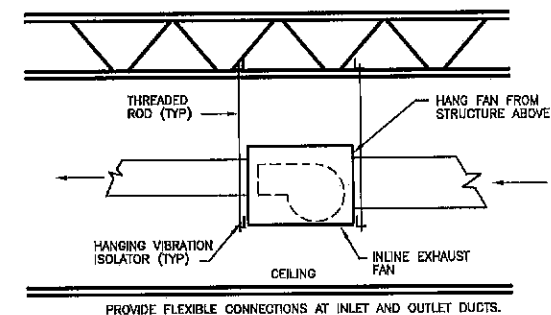 THREADED
ROD (TYP)
HANG FAN FROM
STRUCTURE ABOVE
HANGING VIBRATION
ISOLATOR (TYP)
INLINE EXHAUST
FAN
CEILING
PROVIDE FLEXIBLE CONNECTIONS AT INLET AND OUTLET DUCTS.